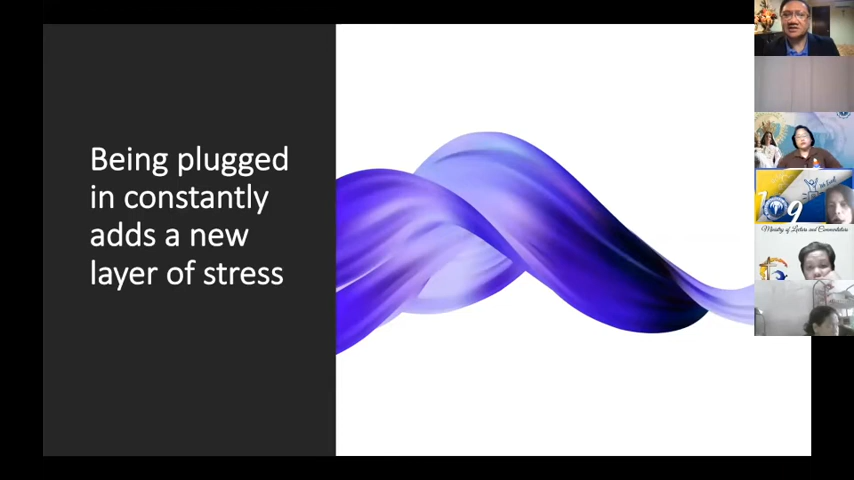 Being plugged
in constantly
adds a new
layer of stress
Ministry of Lectors and Commentators